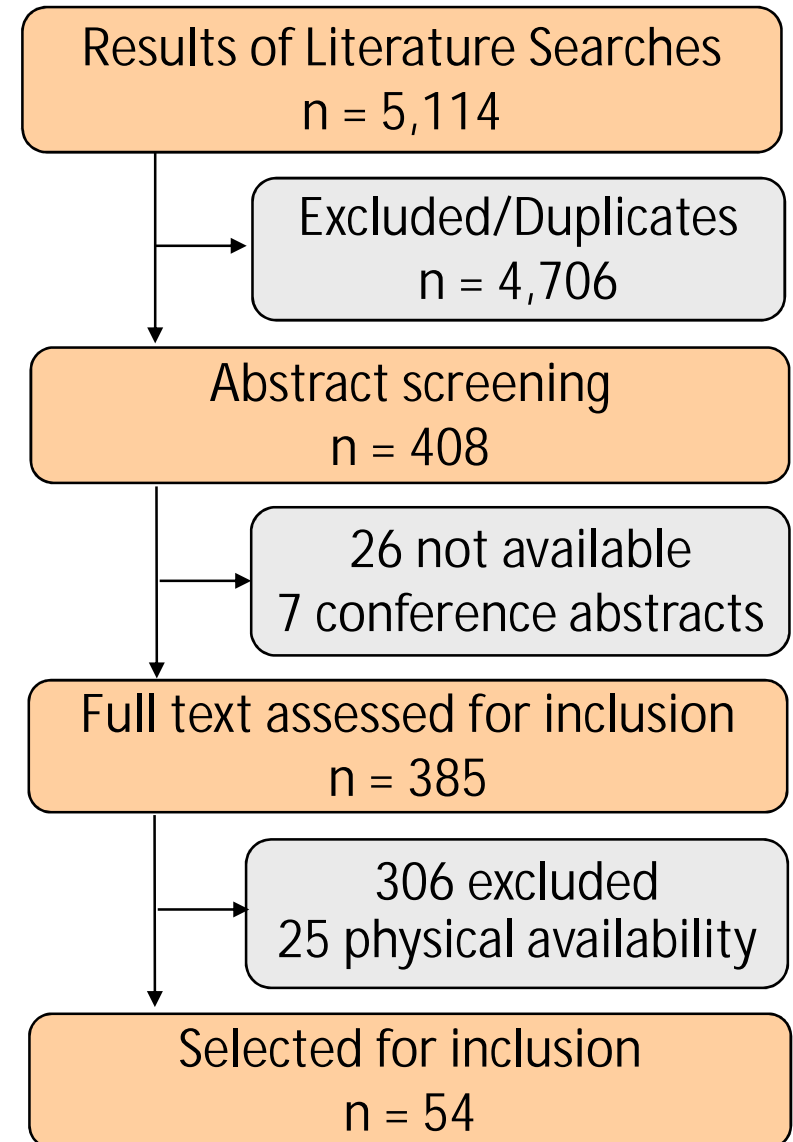 Results of Literature Searches
n = 5,114
Excluded/Duplicates
n = 4,706
Abstract screening
n = 408
26 not available
7 conference abstracts
Full text assessed for inclusion
n = 385
306 excluded
25 physical availability
Selected for inclusion
n = 54